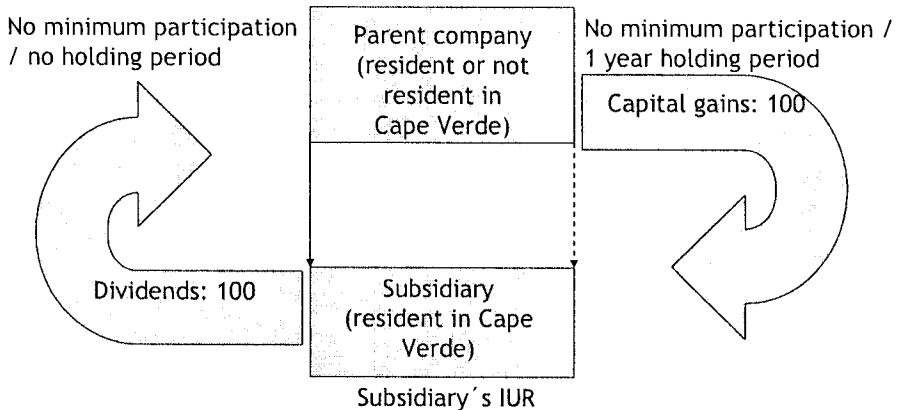 No minimum participation
/ no holding period
Parent company
(resident or not
resident in
Cape Verde)
No minimum participation /
1 year holding period
Capital gains: 100
Dividends: 100
Subsidiary
(resident in Cape
Verde)
Subsidiary´s IUR